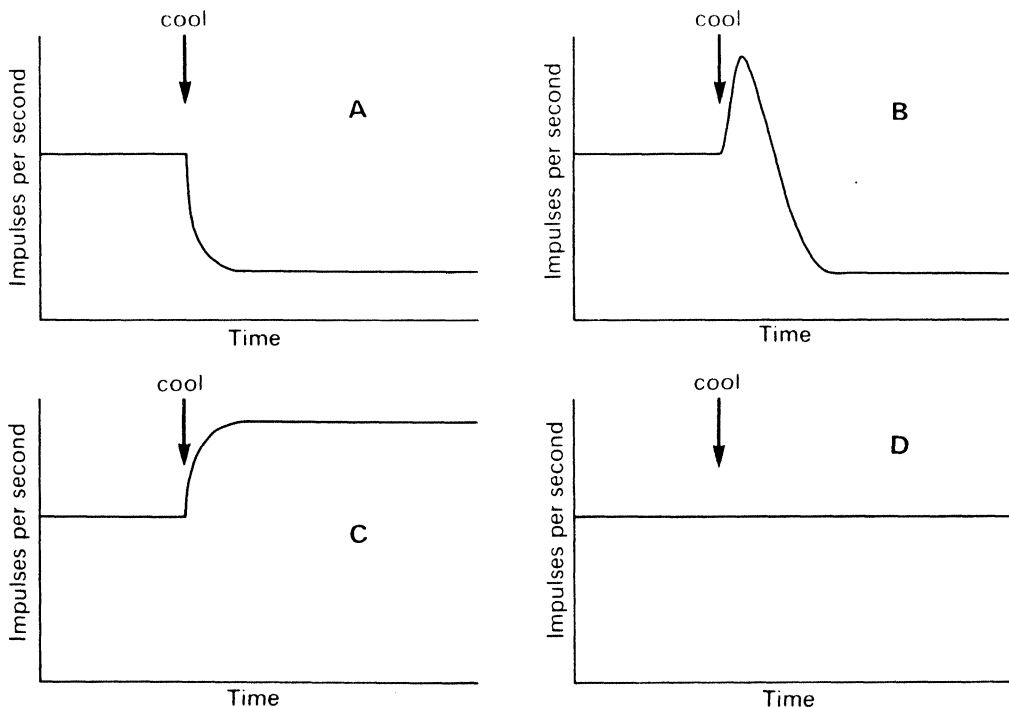 cool
A
Impulses per second
Time
cool
B
Impulses per second
Time
cool
C
Impulses per second
Time
cool
D
Impulses per second
Time